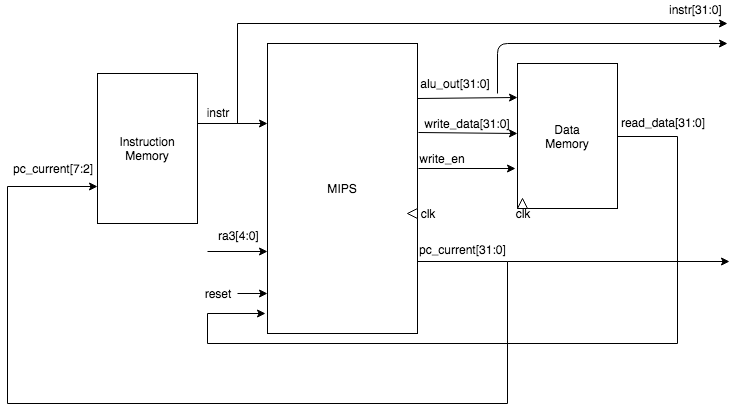 instr[31:0]
alu_out[31:0]
instr
write_data[31:0]
read_data[31:0]
Data
Memory
Instruction
Memory
write_en
pc_current[7:2]
MIPS
clk
clk
ra3[4:0]
pc_current[31:0]
reset